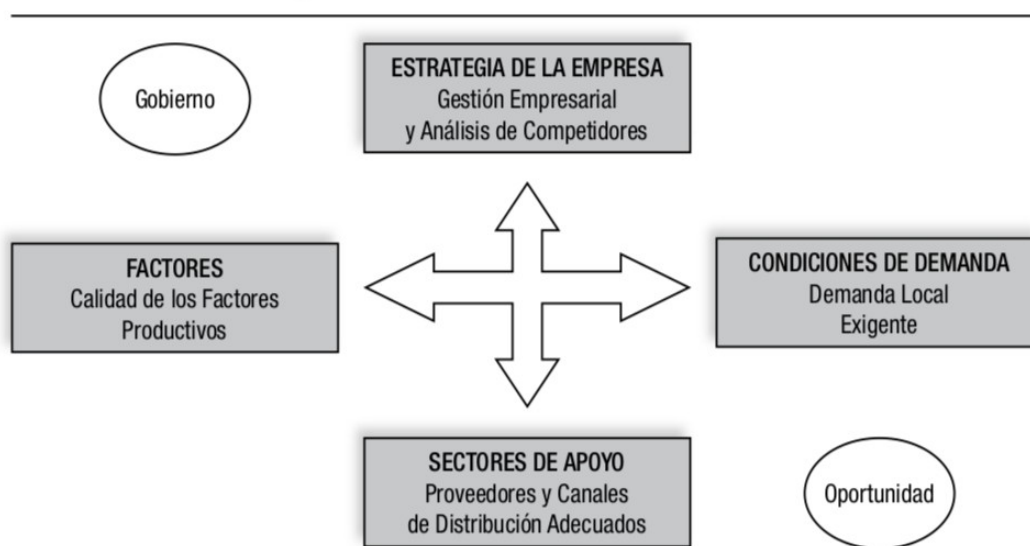 Gobierno
ESTRATEGIA DE LA EMPRESA
Gestión Empresarial
y Análisis de Competidores
FACTORES
Calidad de los Factores
Productivos
CONDICIONES DE DEMANDA
Demanda Local
Exigente
SECTORES DE APOYO
Proveedores y Canales
de Distribución Adecuados
Oportunidad